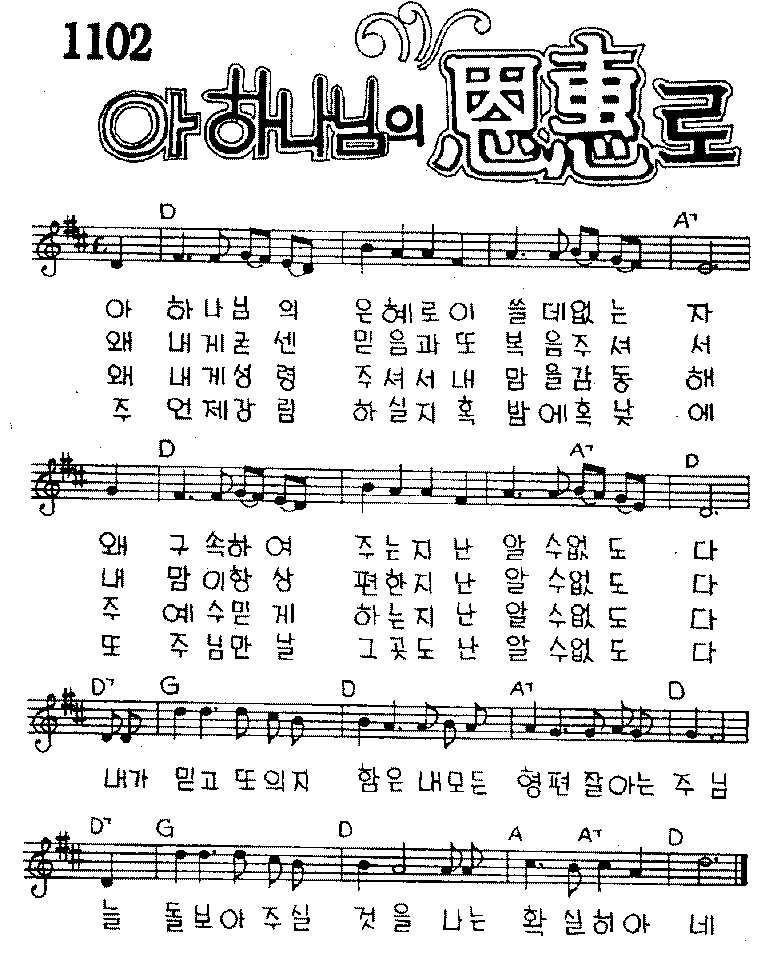 1102
아 하나님의 恩惠로
D A7
아 하나님의 은혜로 이 쓸데없는 자
왜 내게 굳센 믿음과 또 복음주셔서
왜 내게 성령 주셔서 내 맘을 감동해
주 언제 강림 하실지 혹 밤에 혹 낮에
D A7 D
왜 구속하여 주는지 난 알 수 없도다
내 맘이 항상 편한지 난 알 수 없도다
주 예수 믿게 하는지 난 알 수 없도다
또 주님 만날 그 곳도 난 알 수 없도다
D7 G D A7 D
내가 믿고 또 의지함은 내 모든 형편 잘 아는 주님
D7 G D A A7 D
늘 돌보아 주실 것을 나는 확실히 아네